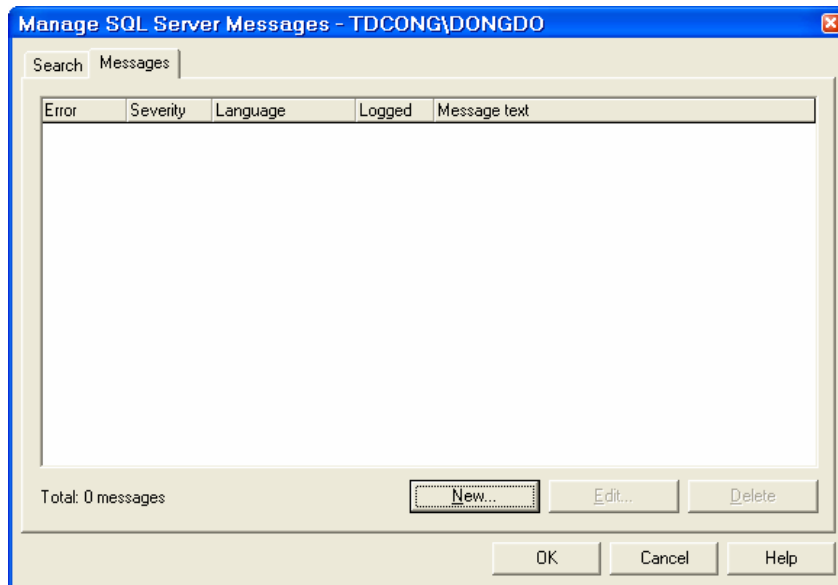 Manage SQL Server Messages - TDCONG\DONGDO
Search Messages
Error Severity Language Logged Message text
Total: 0 messages New... Edit... Delete
OK Cancel Help